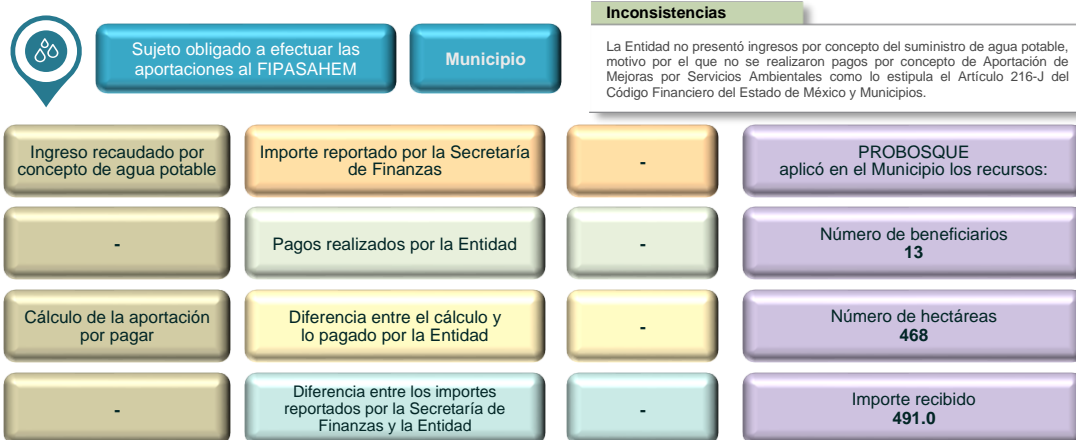 Sujeto obligado a efectuar las
aportaciones al FIPASAHEM
Municipio
Inconsistencias
La Entidad no presentó ingresos por concepto del suministro de agua potable,
motivo por el que no se realizaron pagos por concepto de Aportación de
Mejoras por Servicios Ambientales como lo estipula el Artículo 216-J del
Código Financiero del Estado de México y Municipios.
Ingreso recaudado por
concepto de agua potable
Importe reportado por la Secretaría
de Finanzas
-
PROBOSQUE
aplicó en el Municipio los recursos:
-
Pagos realizados por la Entidad
-
Número de beneficiarios
13
Cálculo de la aportación
por pagar
Diferencia entre el cálculo y
lo pagado por la Entidad
-
Número de hectáreas
468
-
Diferencia entre los importes
reportados por la Secretaría de
Finanzas y la Entidad
-
Importe recibido
491.0